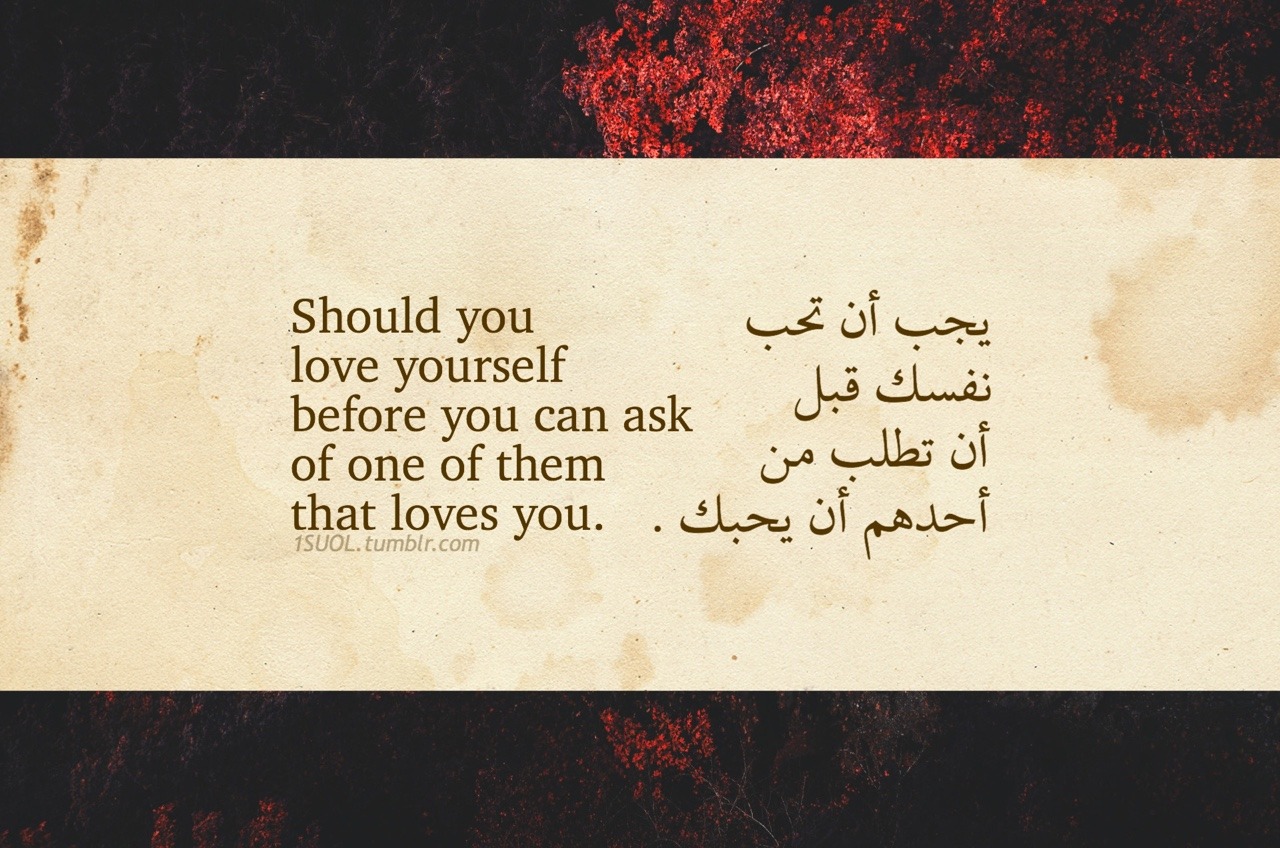 Should you
love yourself
before you can ask
of one of them
that loves you.
1SUOL.tumblr.com
يجب أن تحب
نفسك قبل
أن تطلب من
أحدهم أن يحبك .